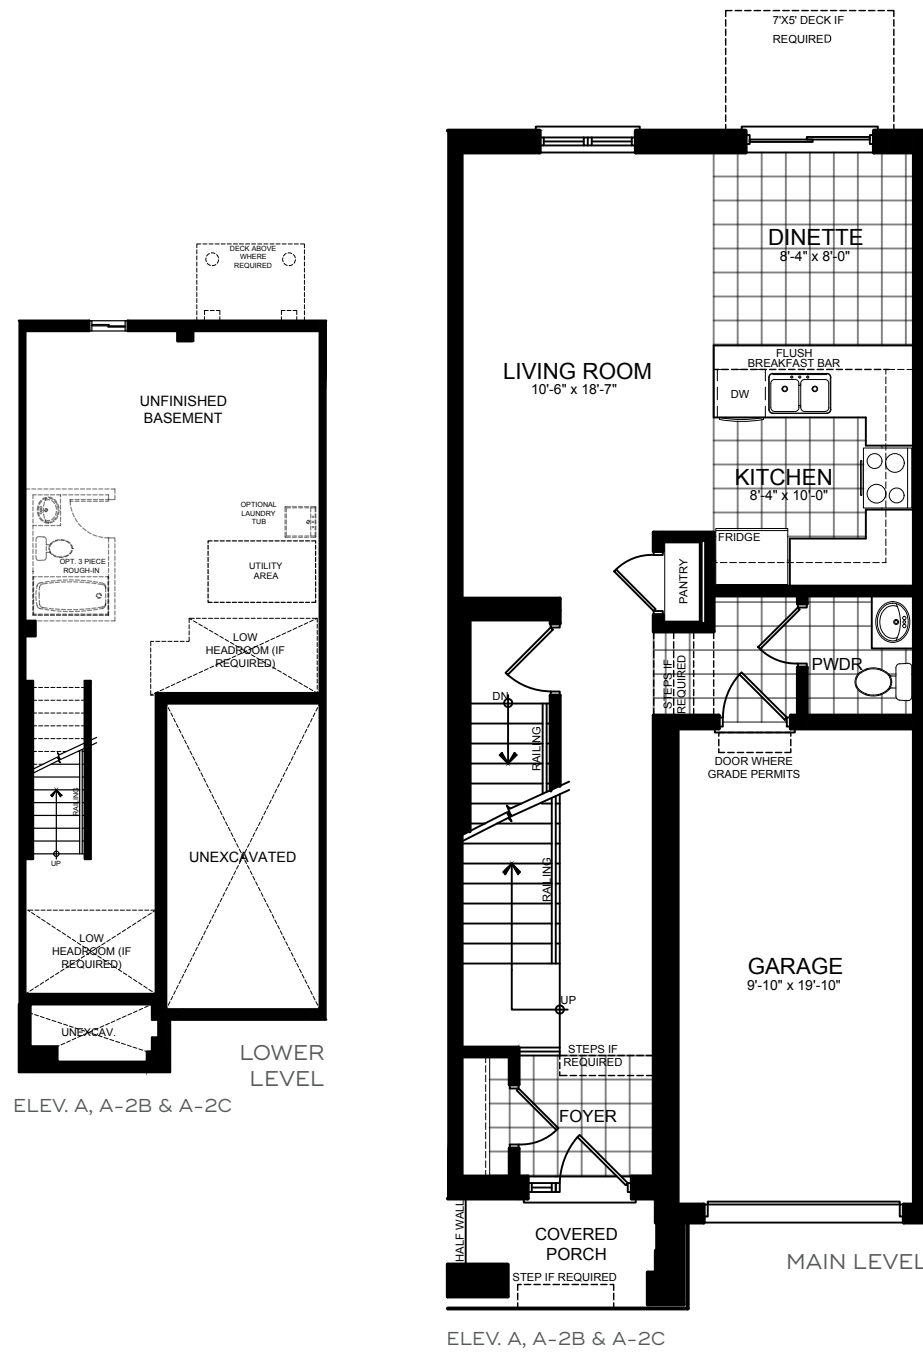 DECK ABOVE
WHERE
REQUIRED
UNFINISHED
BASEMENT
OPTIONAL
LAUNDRY
TUB
OPT. 3 PIECE
ROUGH-IN
UTILITY
AREA
LOW
HEADROOM (IF
REQUIRED)
RAILING
UP
UNEXCAVATED
LOW
HEADROOM (IF
REQUIRED)
UNEXCAV.
LOWER
LEVEL
ELEV. A, A-2B & A-2C
7'X5' DECK IF
REQUIRED
DINETTE
8'-4" x 8'-0"
FLUSH
BREAKFAST BAR
LIVING ROOM
10'-6" x 18'-7"
DW
KITCHEN
8'-4" x 10'-0"
FRIDGE
PANTRY
PWDR
STEPS IF
REQUIRED
DN
RAILING
DOOR WHERE
GRADE PERMITS
RAILING
GARAGE
9'-10" x 19'-10"
UP
STEPS IF
REQUIRED
FOYER
HALF WALL
COVERED
PORCH
STEP IF REQUIRED
MAIN LEVEL
ELEV. A, A-2B & A-2C